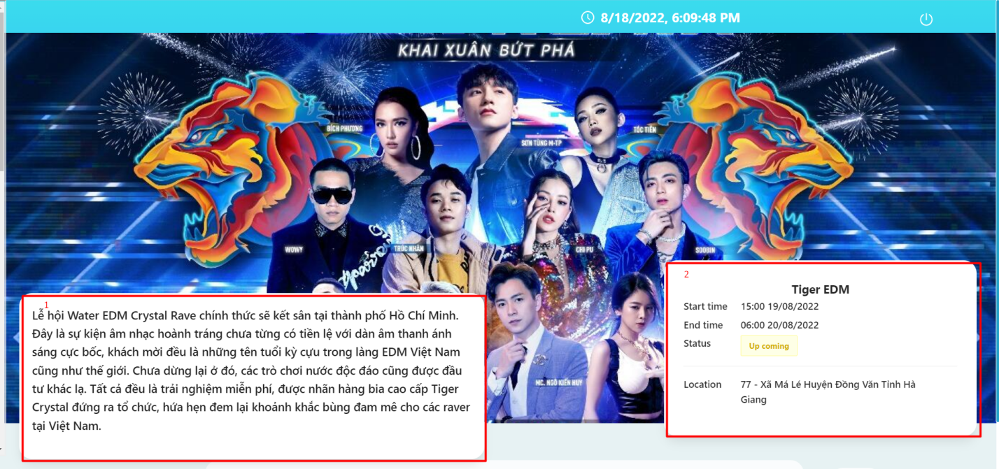 8/18/2022, 6:09:48 PM
KHAI XUÂN BỨT PHÁ
BÍCH PHƯƠNG
SƠN TÙNG M-TP
TÓC TIÊN
WOWY
TRÚC NHÂN
CHI PU
SOOBIN
MC. NGÔ KIẾN HUY
1
Lễ hội Water EDM Crystal Rave chính thức sẽ kết sân tại thành phố Hồ Chí Minh.
Đây là sự kiện âm nhạc hoành tráng chưa từng có tiền lệ với dàn âm thanh ánh
sáng cực bốc, khách mời đều là những tên tuổi kỳ cựu trong làng EDM Việt Nam
cũng như thế giới. Chưa dừng lại ở đó, các trò chơi nước độc đáo cũng được đầu
tư khác lạ. Tất cả đều là trải nghiệm miễn phí, được nhãn hàng bia cao cấp Tiger
Crystal đứng ra tổ chức, hứa hẹn đem lại khoảnh khắc bùng đam mê cho các raver
tại Việt Nam.
2
Tiger EDM
Start time 15:00 19/08/2022
End time 06:00 20/08/2022
Status Up coming
Location 77 - Xã Má Lé Huyện Đồng Văn Tỉnh Hà
Giang